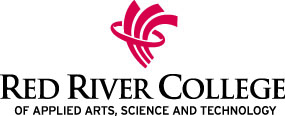 RED RIVER COLLEGE
OF APPLIED ARTS, SCIENCE AND TECHNOLOGY